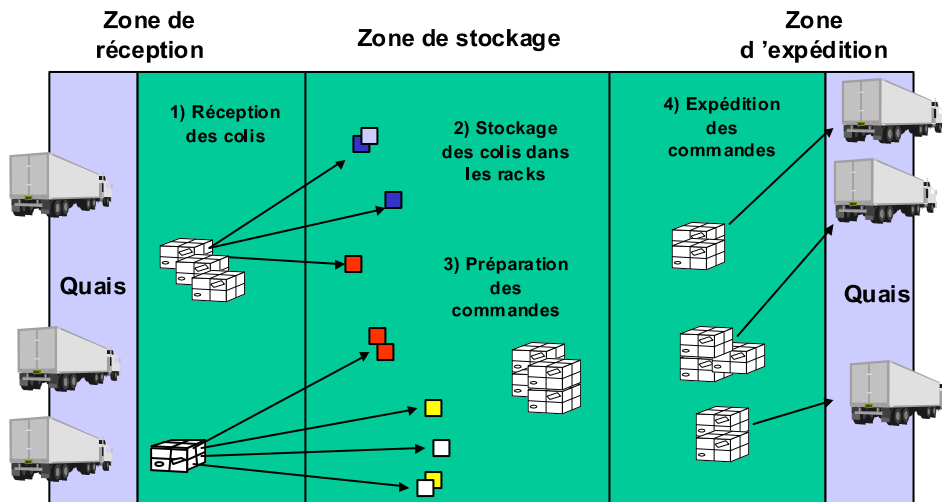 Zone de
réception
Zone de stockage
Zone
d ’expédition
1) Réception
des colis
2) Stockage
des colis dans
les racks
4) Expédition
des
commandes
3) Préparation
des
commandes
Quais
Quais